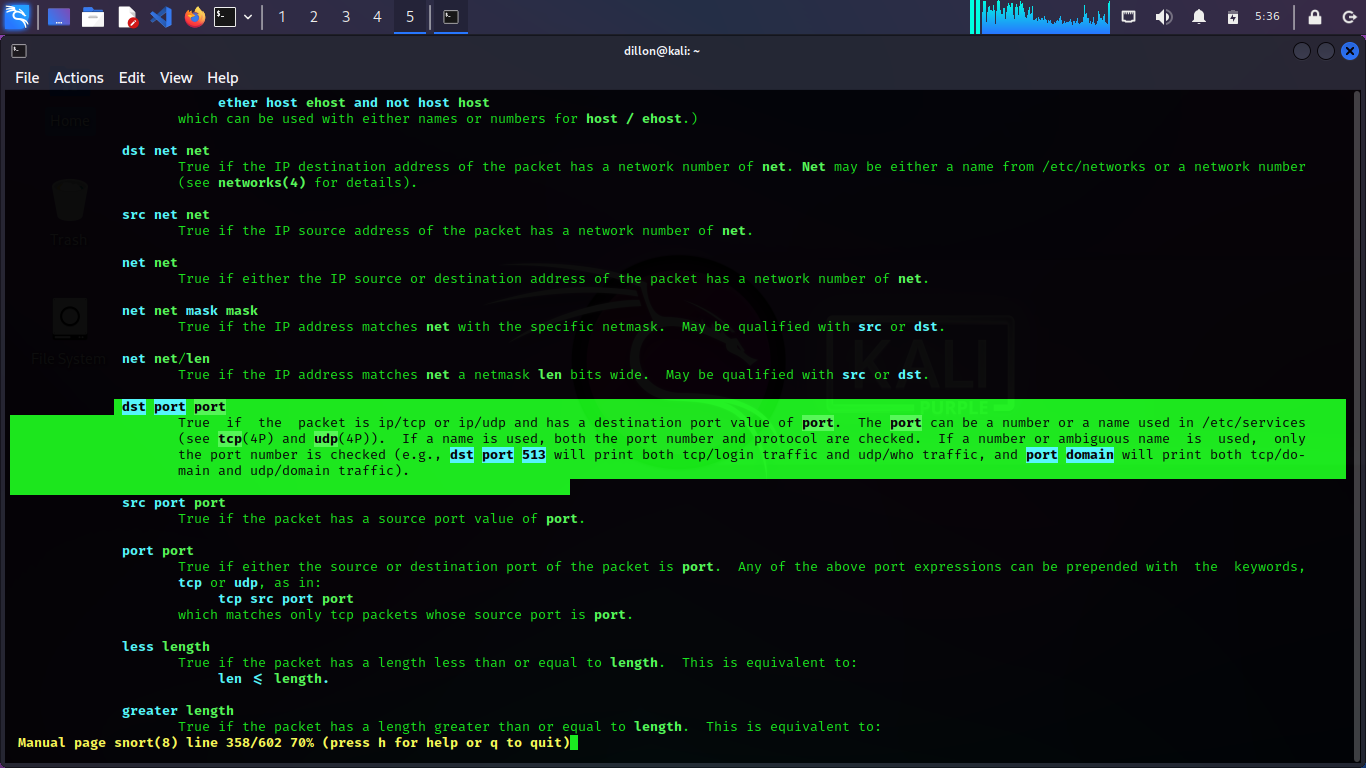 1 2 3 4 5
5:36
dillon@kali: ~
File Actions Edit View Help
ether host ehost and not host host
which can be used with either names or numbers for host / ehost.)
dst net net
True if the IP destination address of the packet has a network number of net. Net may be either a name from /etc/networks or a network number
(see networks(4) for details).
src net net
True if the IP source address of the packet has a network number of net.
net net
True if either the IP source or destination address of the packet has a network number of net.
net net mask mask
True if the IP address matches net with the specific netmask. May be qualified with src or dst.
net net/len
True if the IP address matches net a netmask len bits wide. May be qualified with src or dst.
dst port port
True if the packet is ip/tcp or ip/udp and has a destination port value of port. The port can be a number or a name used in /etc/services
(see tcp(4P) and udp(4P)). If a name is used, both the port number and protocol are checked. If a number or ambiguous name is used, only
the port number is checked (e.g., dst port 513 will print both tcp/login traffic and udp/who traffic, and port domain will print both tcp/do-
main and udp/domain traffic).
src port port
True if the packet has a source port value of port.
port port
True if either the source or destination port of the packet is port. Any of the above port expressions can be prepended with the keywords,
tcp or udp, as in:
tcp src port port
which matches only tcp packets whose source port is port.
less length
True if the packet has a length less than or equal to length. This is equivalent to:
len <= length.
greater length
True if the packet has a length greater than or equal to length. This is equivalent to:
Manual page snort(8) line 358/602 70% (press h for help or q to quit)
Home
Trash
File System
KALI
PURPLE